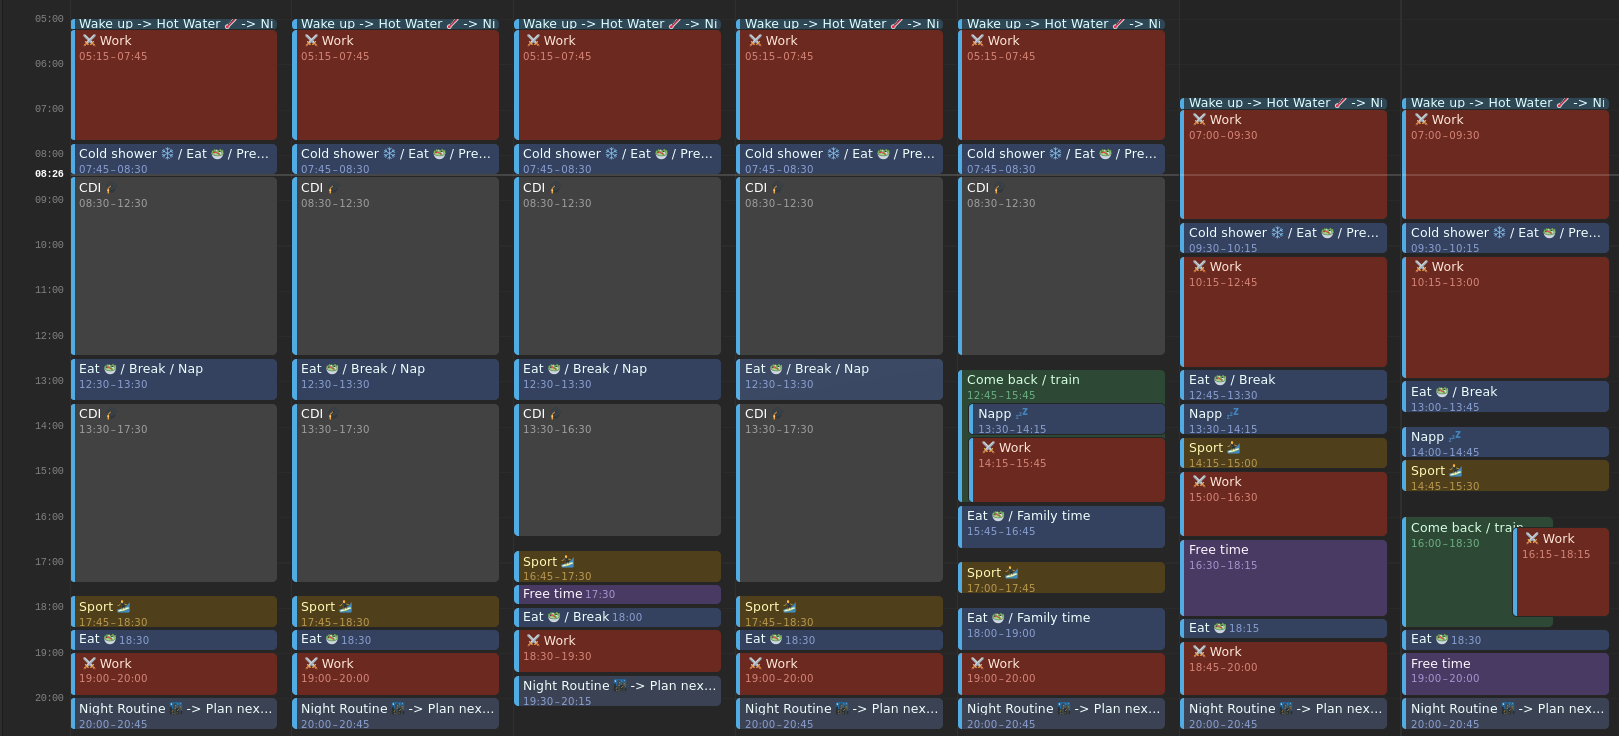 05:00
06:00
07:00
08:00
08:26
09:00
10:00
11:00
12:00
13:00
14:00
15:00
16:00
17:00
18:00
19:00
20:00
Wake up -> Hot Water 🌡 -> Ni
⚔ Work
05:15 – 07:45
Cold shower ❄ / Eat 🥗 / Pre...
07:45 – 08:30
CDI
08:30 – 12:30
Eat 🥗 / Break / Nap
12:30 – 13:30
CDI
13:30 – 17:30
Sport
17:45 – 18:30
Eat 🥗 18:30
⚔ Work
19:00 – 20:00
Night Routine 🌃 -> Plan nex...
20:00 – 20:45
Wake up -> Hot Water 🌡 -> Ni
⚔ Work
05:15 – 07:45
Cold shower ❄ / Eat 🥗 / Pre...
07:45 – 08:30
CDI
08:30 – 12:30
Eat 🥗 / Break / Nap
12:30 – 13:30
CDI
13:30 – 17:30
Sport
17:45 – 18:30
Eat 🥗 18:30
⚔ Work
19:00 – 20:00
Night Routine 🌃 -> Plan nex...
20:00 – 20:45
Wake up -> Hot Water 🌡 -> Ni
⚔ Work
05:15 – 07:45
Cold shower ❄ / Eat 🥗 / Pre...
07:45 – 08:30
CDI
08:30 – 12:30
Eat 🥗 / Break / Nap
12:30 – 13:30
CDI
13:30 – 16:30
Sport
16:45 – 17:30
Free time 17:30
Eat 🥗 / Break 18:00
⚔ Work
18:30 – 19:30
Night Routine 🌃 -> Plan nex...
19:30 – 20:15
Wake up -> Hot Water 🌡 -> Ni
⚔ Work
05:15 – 07:45
Cold shower ❄ / Eat 🥗 / Pre...
07:45 – 08:30
CDI
08:30 – 12:30
Eat 🥗 / Break / Nap
12:30 – 13:30
CDI
13:30 – 17:30
Sport
17:45 – 18:30
Eat 🥗 18:30
⚔ Work
19:00 – 20:00
Night Routine 🌃 -> Plan nex...
20:00 – 20:45
Wake up -> Hot Water 🌡 -> Ni
⚔ Work
05:15 – 07:45
Cold shower ❄ / Eat 🥗 / Pre...
07:45 – 08:30
CDI
08:30 – 12:30
Come back / train
12:45 – 15:45
Napp 💤
13:30 – 14:15
⚔ Work
14:15 – 15:45
Eat 🥗 / Family time
15:45 – 16:45
Sport
17:00 – 17:45
Eat 🥗 / Family time
18:00 – 19:00
⚔ Work
19:00 – 20:00
Night Routine 🌃 -> Plan nex...
20:00 – 20:45
Wake up -> Hot Water 🌡 -> Ni
⚔ Work
07:00 – 09:30
Cold shower ❄ / Eat 🥗 / Pre...
09:30 – 10:15
⚔ Work
10:15 – 12:45
Eat 🥗 / Break
12:45 – 13:30
Napp 💤
13:30 – 14:15
Sport
14:15 – 15:00
⚔ Work
15:00 – 16:30
Free time
16:30 – 18:15
Eat 🥗 18:15
⚔ Work
18:45 – 20:00
Night Routine 🌃 -> Plan nex...
20:00 – 20:45
Wake up -> Hot Water 🌡 -> Ni
⚔ Work
07:00 – 09:30
Cold shower ❄ / Eat 🥗 / Pre...
09:30 – 10:15
⚔ Work
10:15 – 13:00
Eat 🥗 / Break
13:00 – 13:45
Napp 💤
14:00 – 14:45
Sport
14:45 – 15:30
Come back / train
16:00 – 18:30
⚔ Work
16:15 – 18:15
Eat 🥗 18:30
Free time
19:00 – 20:00
Night Routine 🌃 -> Plan nex...
20:00 – 20:45